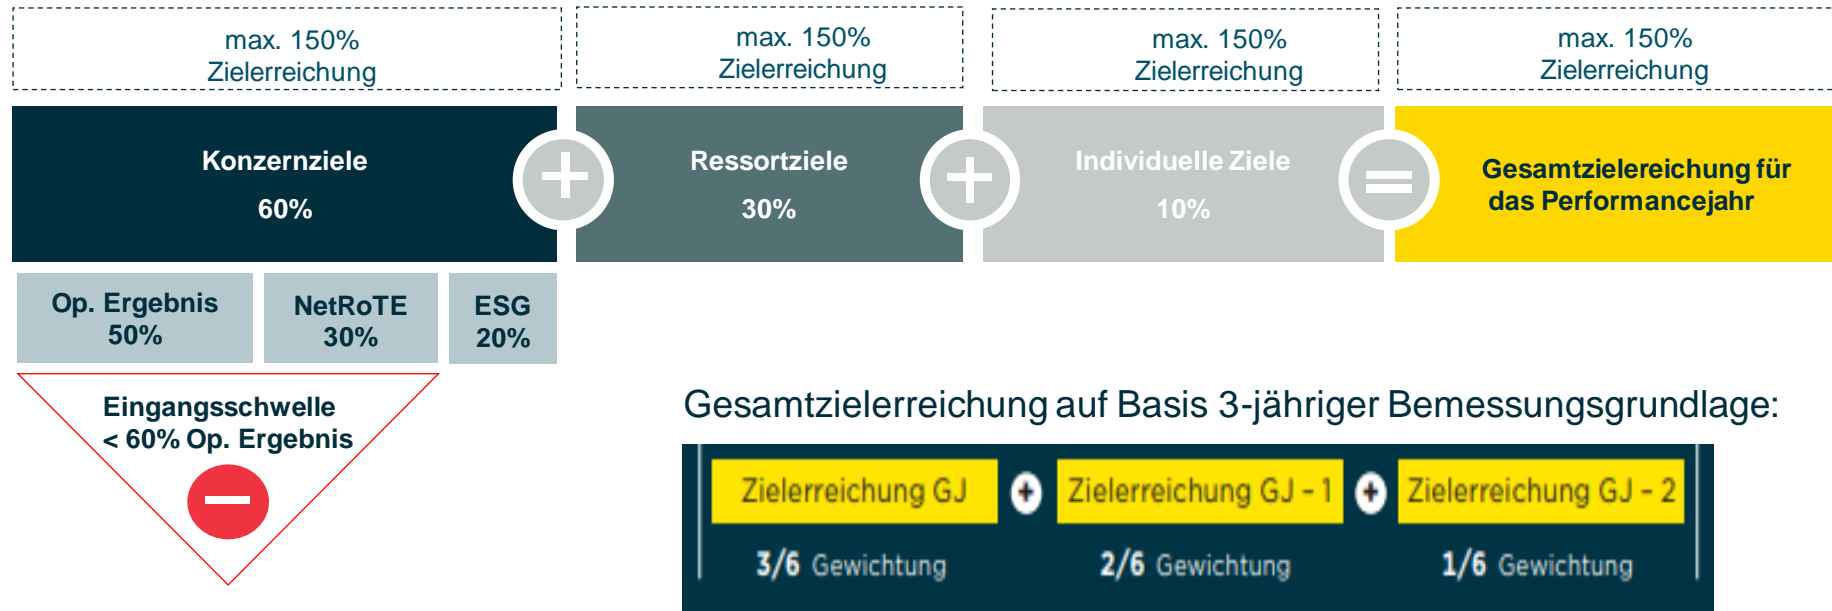 max. 150%
Zielerreichung
max. 150%
Zielerreichung
max. 150%
Zielerreichung
max. 150%
Zielerreichung
Konzernziele
60%
Ressortziele
30%
Individuelle Ziele
10%
Gesamtzielereichung für
das Performancejahr
Op. Ergebnis
50%
NetRoTE
30%
ESG
20%
Eingangsschwelle
< 60% Op. Ergebnis
Gesamtzielerreichung auf Basis 3-jähriger Bemessungsgrundlage:
Zielerreichung GJ + Zielerreichung GJ – 1 + Zielerreichung GJ – 2
3/6 Gewichtung 2/6 Gewichtung 1/6 Gewichtung